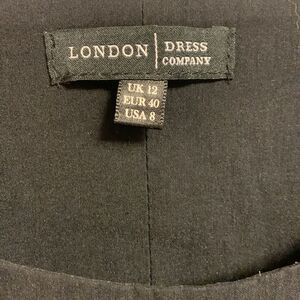 LONDON DRESS COMPANY
UK 12
EUR 40
USA 8